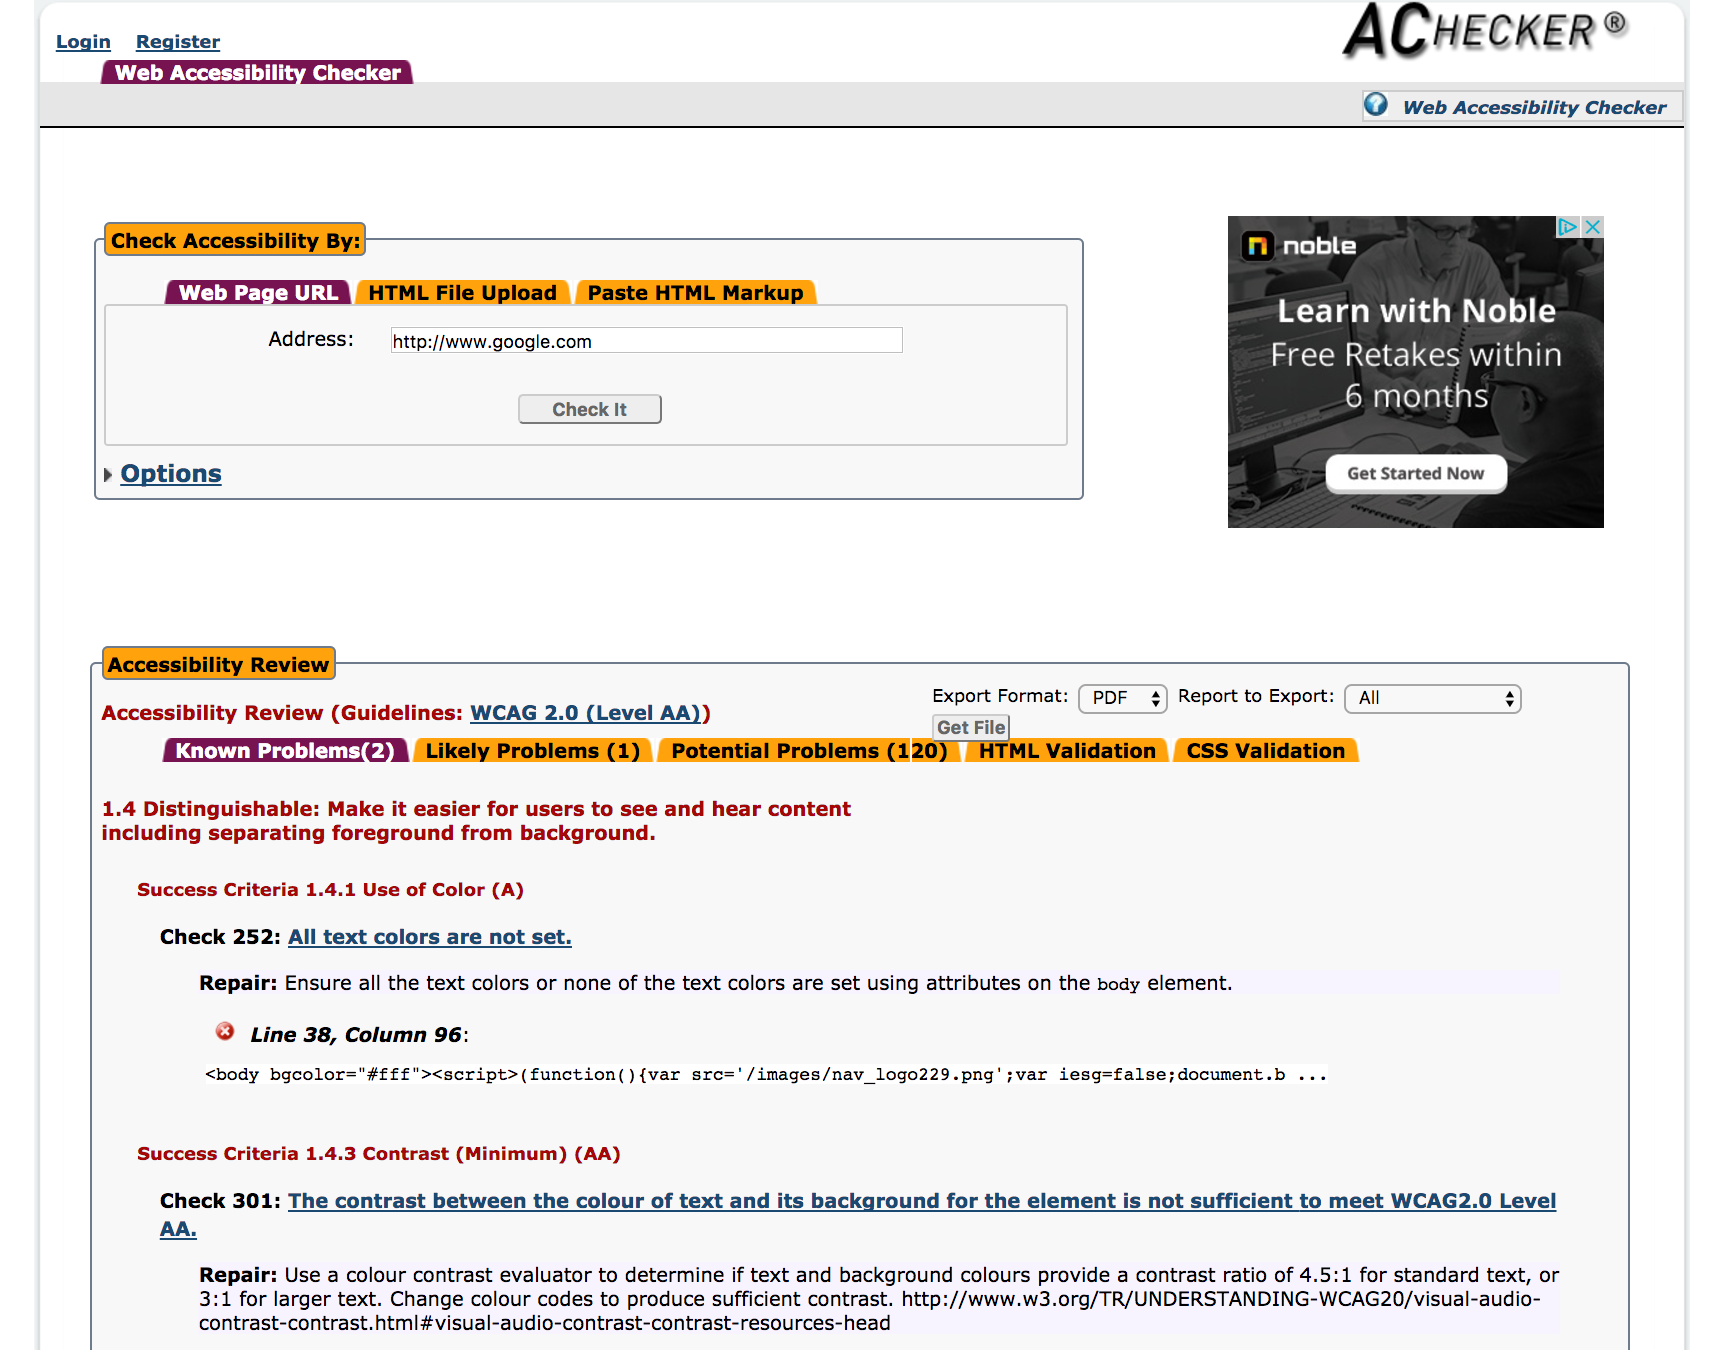 Login Register
ACHECKER ®
Web Accessibility Checker
Web Accessibility Checker
Check Accessibility By:
Web Page URL HTML File Upload Paste HTML Markup
Address: http://www.google.com
Check It
Options
noble
Learn with Noble
Free Retakes within
6 months
Get Started Now
Accessibility Review
Export Format: PDF Report to Export: All
Accessibility Review (Guidelines: WCAG 2.0 (Level AA))
Get File
Known Problems(2) Likely Problems (1) Potential Problems (120) HTML Validation CSS Validation
1.4 Distinguishable: Make it easier for users to see and hear content
including separating foreground from background.
Success Criteria 1.4.1 Use of Color (A)
Check 252: All text colors are not set.
Repair: Ensure all the text colors or none of the text colors are set using attributes on the body element.
Line 38, Column 96:
<body bgcolor="#fff"><script>(function(){var src='/images/nav_logo229.png';var iesg=false;document.b ...
Success Criteria 1.4.3 Contrast (Minimum) (AA)
Check 301: The contrast between the colour of text and its background for the element is not sufficient to meet WCAG2.0 Level
AA.
Repair: Use a colour contrast evaluator to determine if text and background colours provide a contrast ratio of 4.5:1 for standard text, or
3:1 for larger text. Change colour codes to produce sufficient contrast. http://www.w3.org/TR/UNDERSTANDING-WCAG20/visual-audio-
contrast-contrast.html#visual-audio-contrast-contrast-resources-head